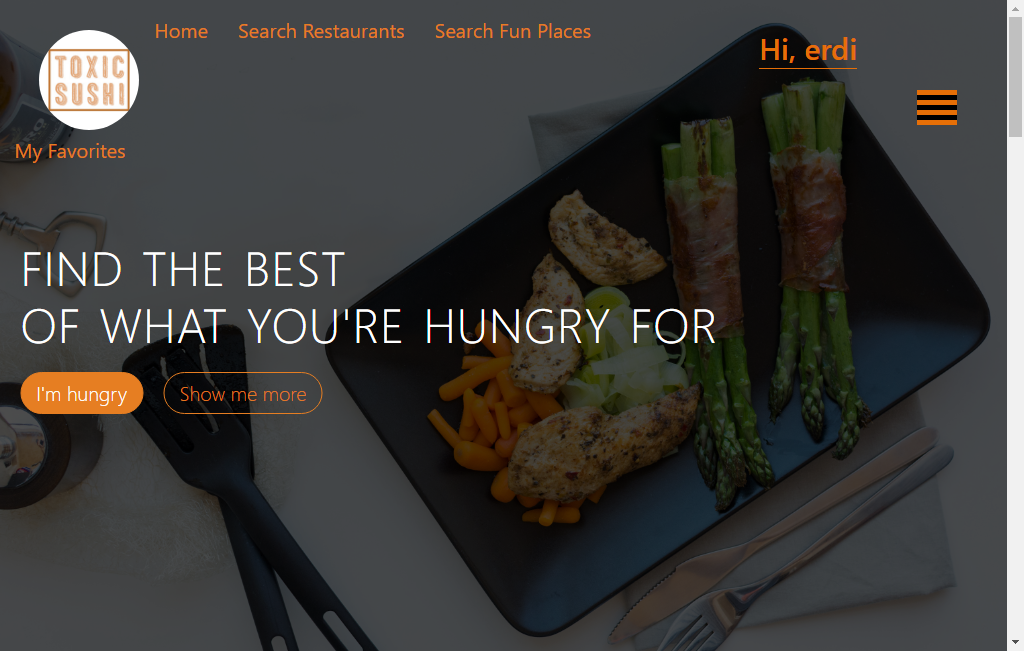 Home
Search Restaurants
Search Fun Places
Hi, erdi
TOXIC
SUSHI
My Favorites
FIND THE BEST
OF WHAT YOU'RE HUNGRY FOR
I'm hungry
Show me more